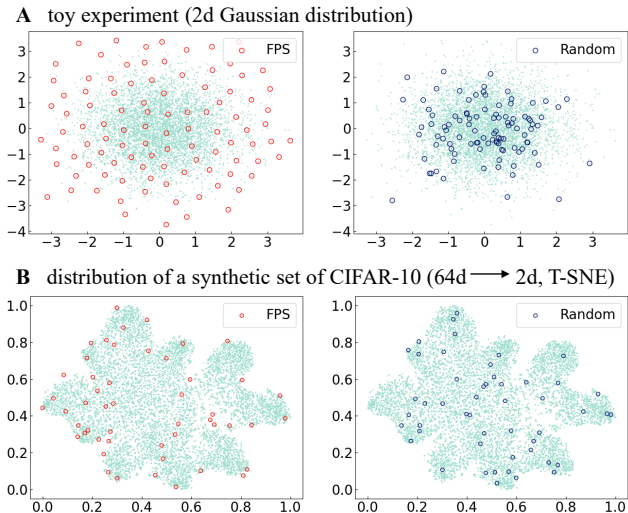 A toy experiment (2d Gaussian distribution)
FPS
3
2
1
0
−1
−2
−3
−4
−3 −2 −1 0 1 2 3
Random
3
2
1
0
−1
−2
−3
−4
−3 −2 −1 0 1 2 3
B distribution of a synthetic set of CIFAR-10 (64d ⟶ 2d, T-SNE)
FPS
1.0
0.8
0.6
0.4
0.2
0.0
0.0 0.2 0.4 0.6 0.8 1.0
Random
1.0
0.8
0.6
0.4
0.2
0.0
0.0 0.2 0.4 0.6 0.8 1.0